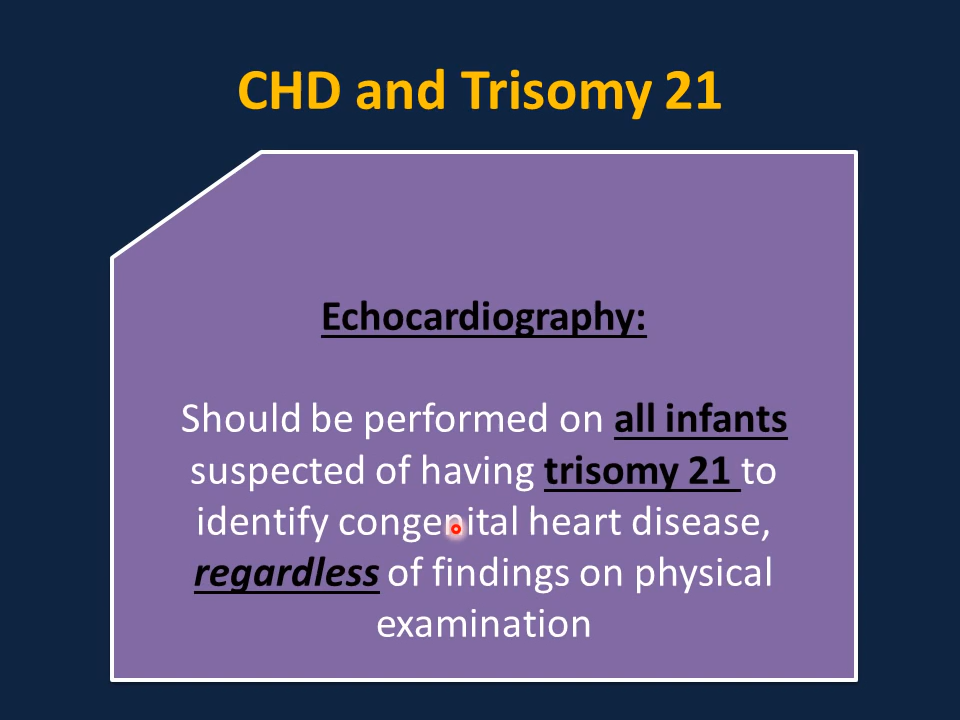 CHD and Trisomy 21
Echocardiography:
Should be performed on all infants
suspected of having trisomy 21 to
identify congenital heart disease,
regardless of findings on physical
examination